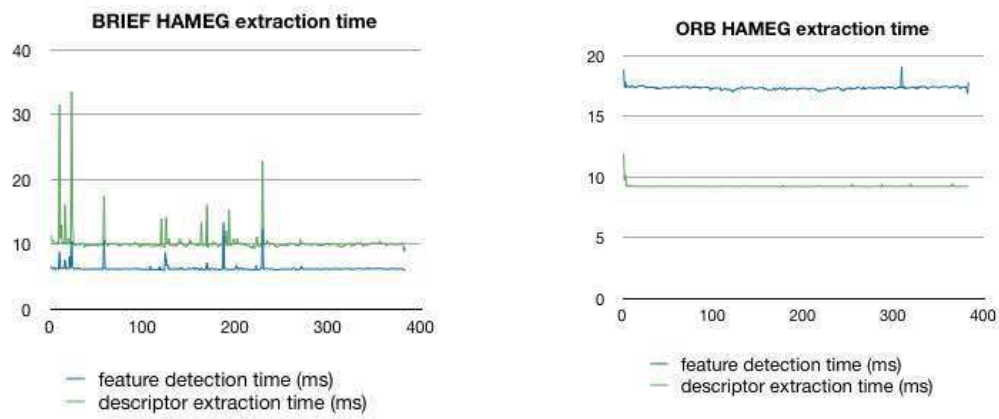 BRIEF HAMEG extraction time
40
30
20
10
0
0 100 200 300 400
feature detection time (ms)
descriptor extraction time (ms)
ORB HAMEG extraction time
20
15
10
5
0
0 100 200 300 400
feature detection time (ms)
descriptor extraction time (ms)